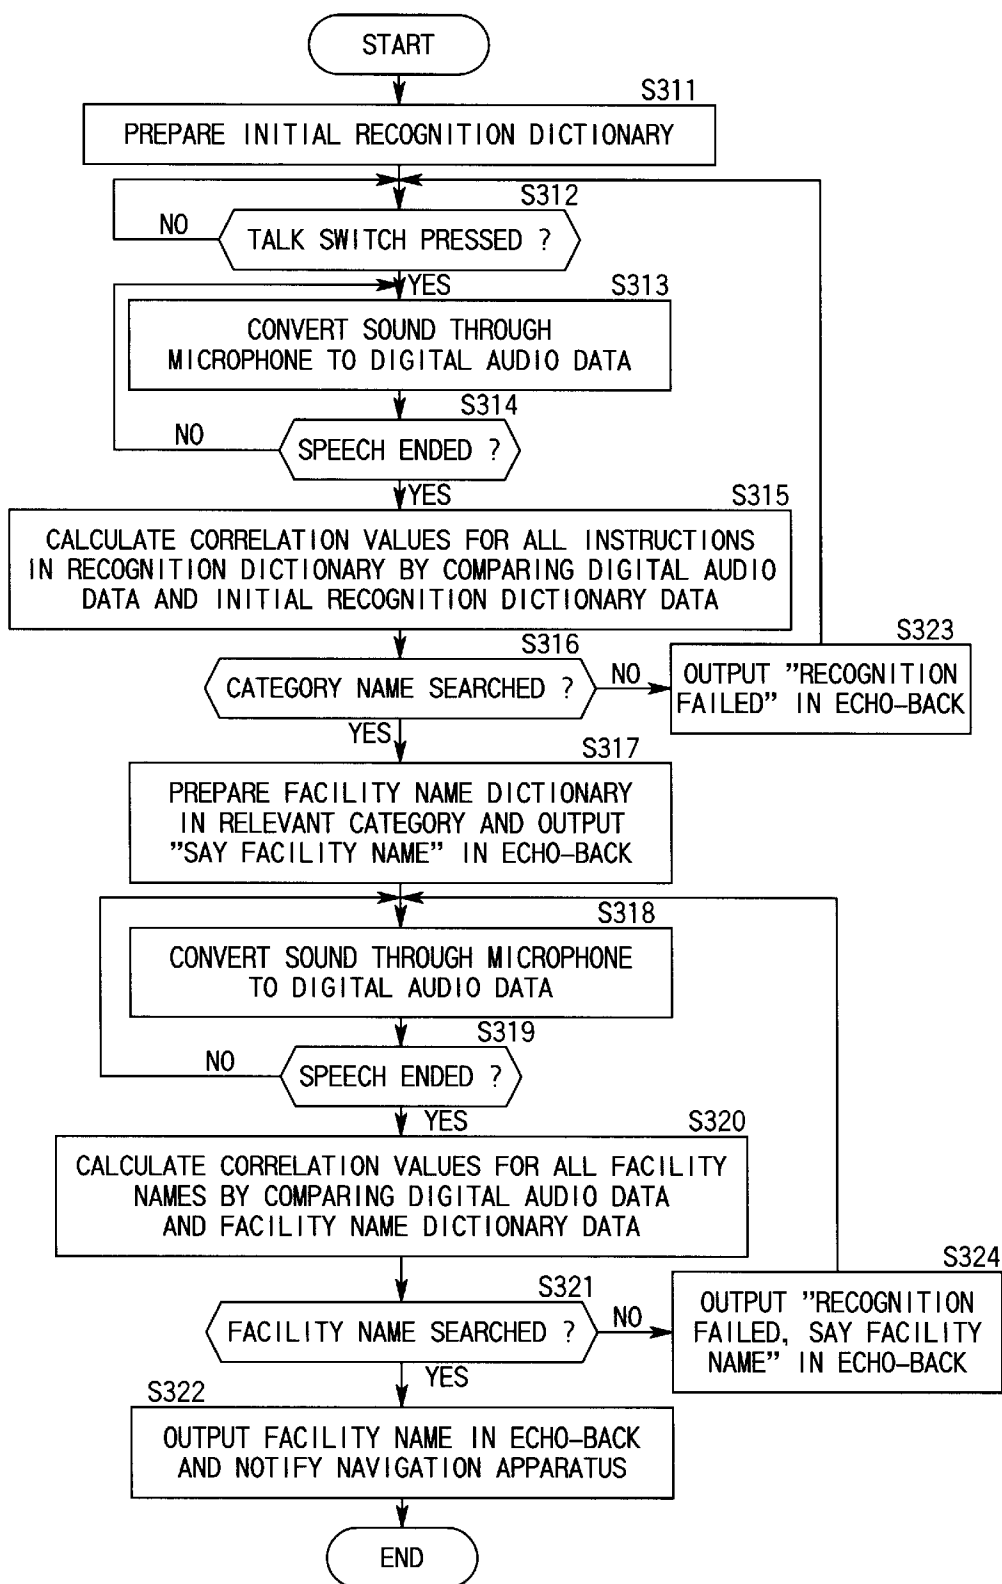 START
S311
PREPARE INITIAL RECOGNITION DICTIONARY
S312
NO
TALK SWITCH PRESSED ?
YES
S313
CONVERT SOUND THROUGH
MICROPHONE TO DIGITAL AUDIO DATA
S314
NO
SPEECH ENDED ?
YES
S315
CALCULATE CORRELATION VALUES FOR ALL INSTRUCTIONS
IN RECOGNITION DICTIONARY BY COMPARING DIGITAL AUDIO
DATA AND INITIAL RECOGNITION DICTIONARY DATA
S316
CATEGORY NAME SEARCHED ?
NO
S323
OUTPUT "RECOGNITION
FAILED" IN ECHO-BACK
YES
S317
PREPARE FACILITY NAME DICTIONARY
IN RELEVANT CATEGORY AND OUTPUT
"SAY FACILITY NAME" IN ECHO-BACK
S318
CONVERT SOUND THROUGH MICROPHONE
TO DIGITAL AUDIO DATA
S319
NO
SPEECH ENDED ?
YES
S320
CALCULATE CORRELATION VALUES FOR ALL FACILITY
NAMES BY COMPARING DIGITAL AUDIO DATA
AND FACILITY NAME DICTIONARY DATA
S321
FACILITY NAME SEARCHED ?
NO
S324
OUTPUT "RECOGNITION
FAILED, SAY FACILITY
NAME" IN ECHO-BACK
YES
S322
OUTPUT FACILITY NAME IN ECHO-BACK
AND NOTIFY NAVIGATION APPARATUS
END